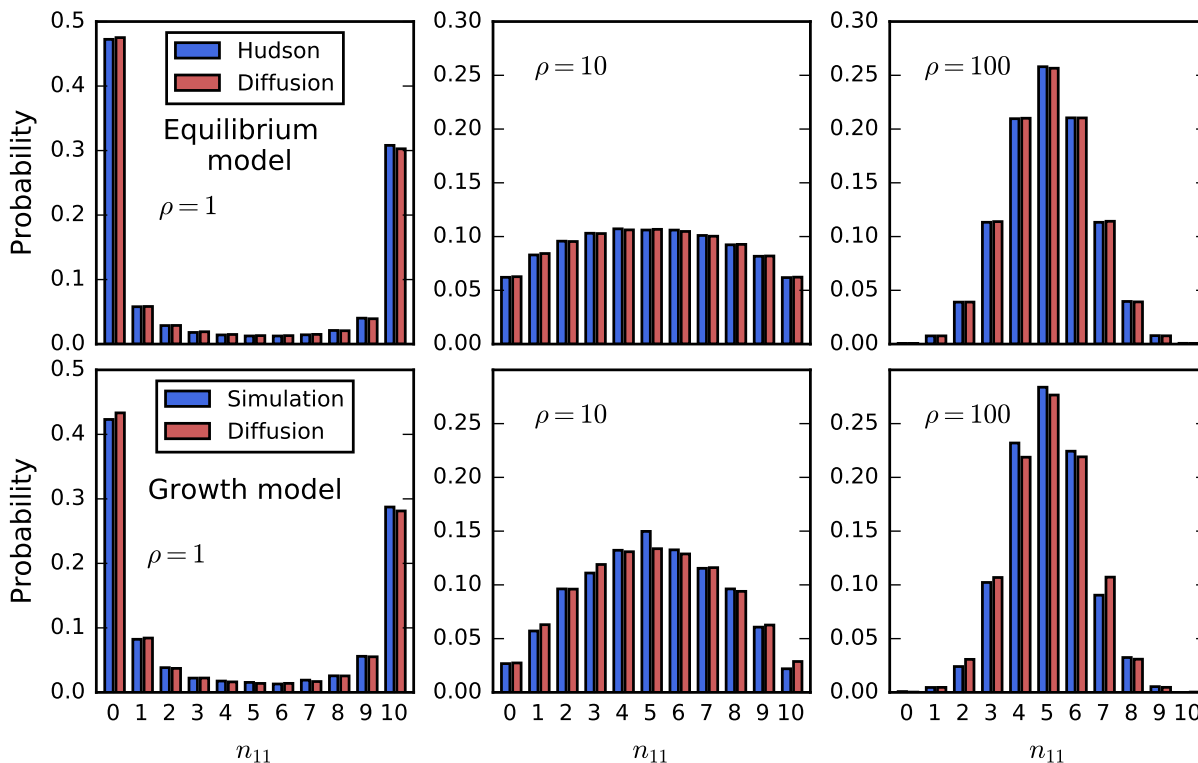 0.5
0.4
0.3
0.2
0.1
0.0
Probability
Hudson
Diffusion
Equilibrium
model
ρ = 1
0.30
0.25
0.20
0.15
0.10
0.05
0.00
ρ = 10
0.30
0.25
0.20
0.15
0.10
0.05
0.00
ρ = 100
0.5
0.4
0.3
0.2
0.1
0.0
Probability
Simulation
Diffusion
Growth model
ρ = 1
0 1 2 3 4 5 6 7 8 9 10
n₁₁
0.25
0.20
0.15
0.10
0.05
0.00
ρ = 10
0 1 2 3 4 5 6 7 8 9 10
n₁₁
0.25
0.20
0.15
0.10
0.05
0.00
ρ = 100
0 1 2 3 4 5 6 7 8 9 10
n₁₁